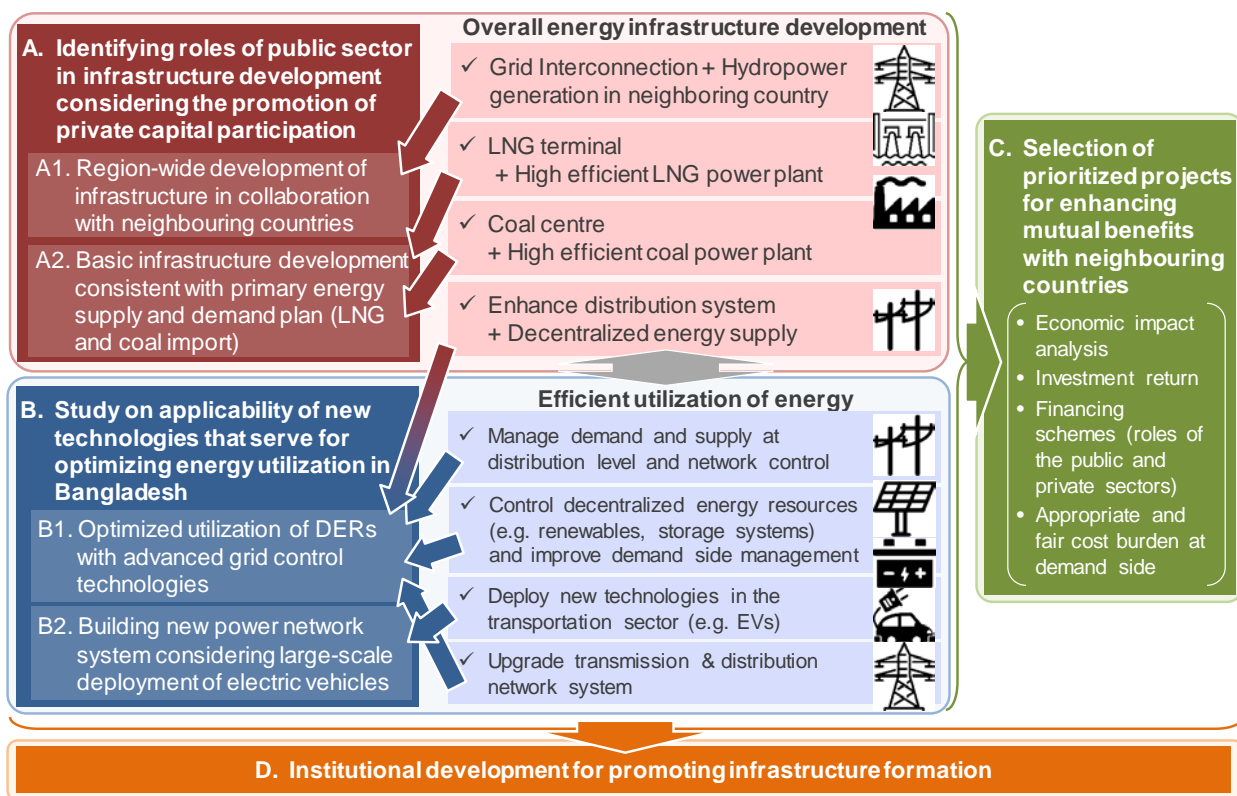 A. Identifying roles of public sector
in infrastructure development
considering the promotion of
private capital participation
A1. Region-wide development of
infrastructure in collaboration
with neighbouring countries
A2. Basic infrastructure development
consistent with primary energy
supply and demand plan (LNG
and coal import)
Overall energy infrastructure development
✓ Grid Interconnection + Hydropower
generation in neighboring country
✓ LNG terminal
+ High efficient LNG power plant
✓ Coal centre
+ High efficient coal power plant
✓ Enhance distribution system
+ Decentralized energy supply
B. Study on applicability of new
technologies that serve for
optimizing energy utilization in
Bangladesh
B1. Optimized utilization of DERs
with advanced grid control
technologies
B2. Building new power network
system considering large-scale
deployment of electric vehicles
Efficient utilization of energy
✓ Manage demand and supply at
distribution level and network control
✓ Control decentralized energy resources
(e.g. renewables, storage systems)
and improve demand side management
✓ Deploy new technologies in the
transportation sector (e.g. EVs)
✓ Upgrade transmission & distribution
network system
C. Selection of
prioritized projects
for enhancing
mutual benefits
with neighbouring
countries
• Economic impact
analysis
• Investment return
• Financing
schemes (roles of
the public and
private sectors)
• Appropriate and
fair cost burden at
demand side
D. Institutional development for promoting infrastructure formation